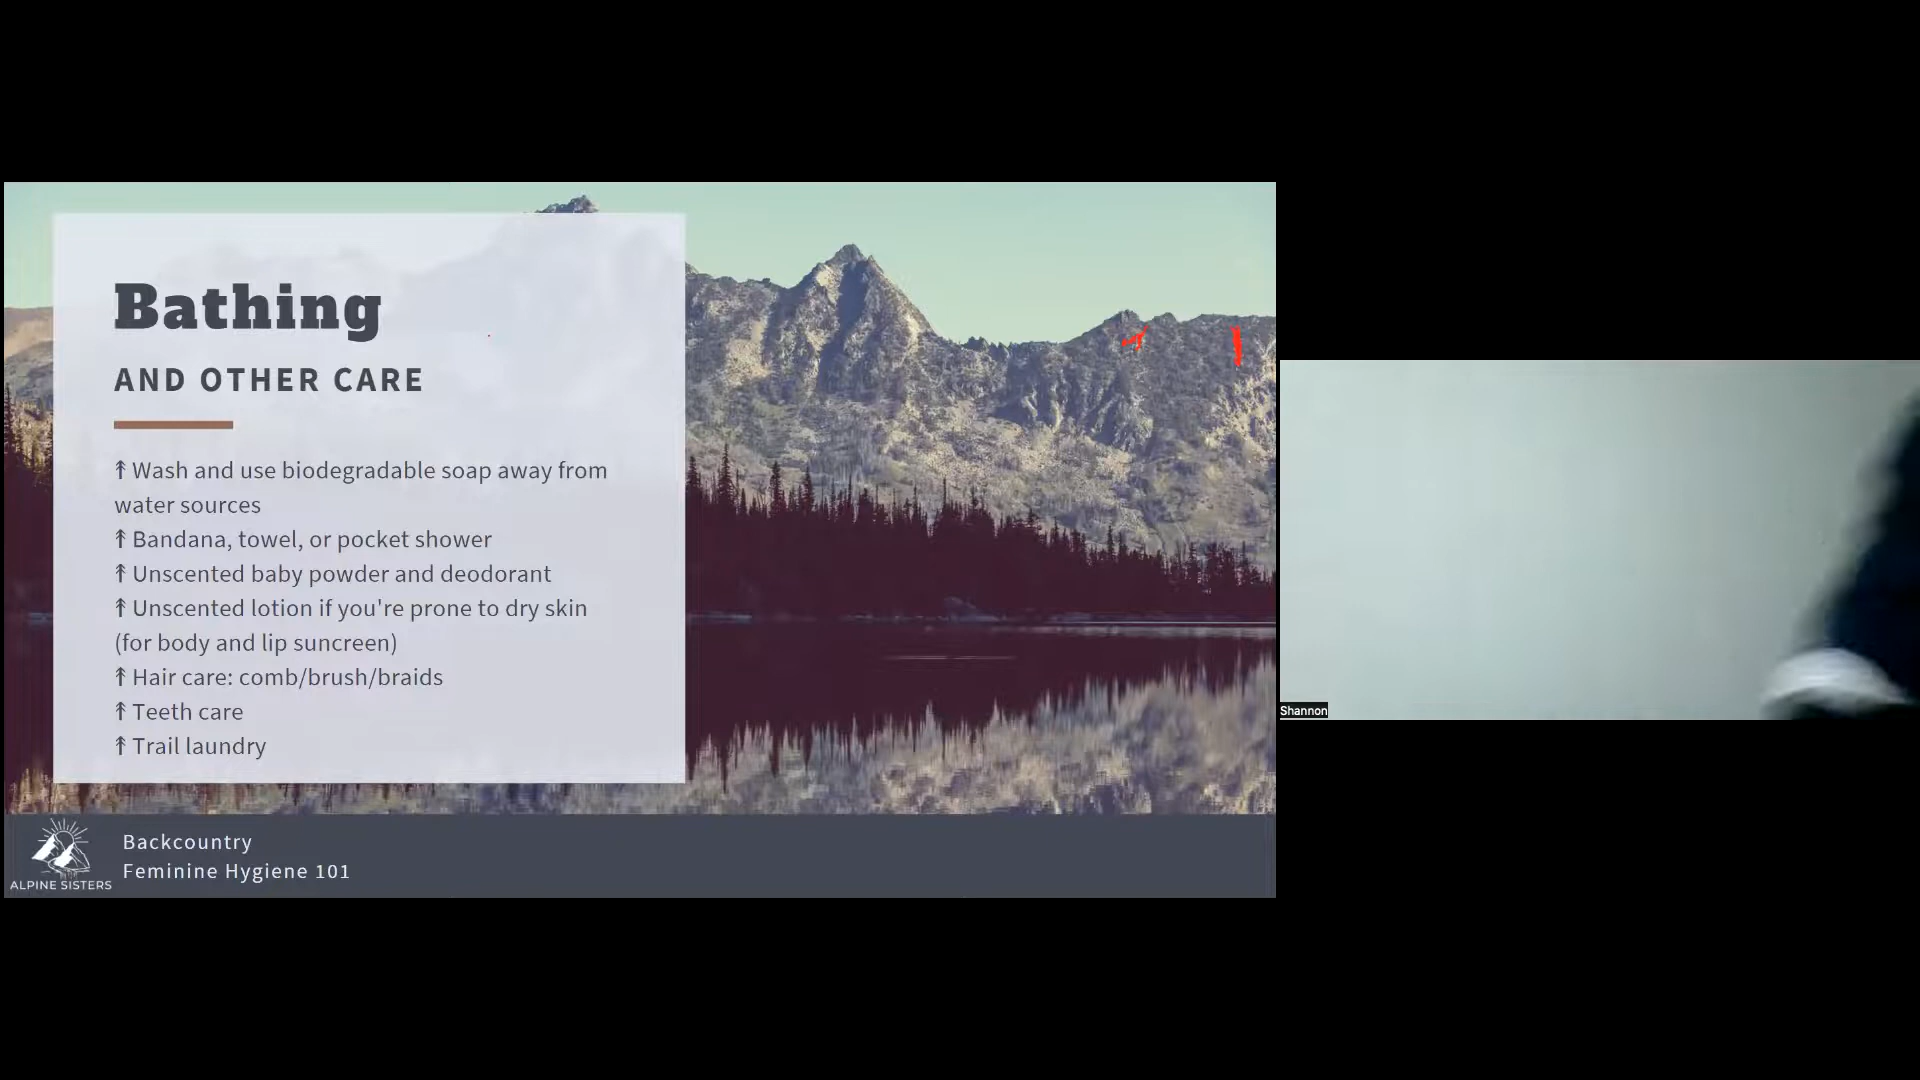 Bathing
AND OTHER CARE
↟ Wash and use biodegradable soap away from
water sources
↟ Bandana, towel, or pocket shower
↟ Unscented baby powder and deodorant
↟ Unscented lotion if you're prone to dry skin
(for body and lip suncreen)
↟ Hair care: comb/brush/braids
↟ Teeth care
↟ Trail laundry
ALPINE SISTERS
Backcountry
Feminine Hygiene 101
Shannon